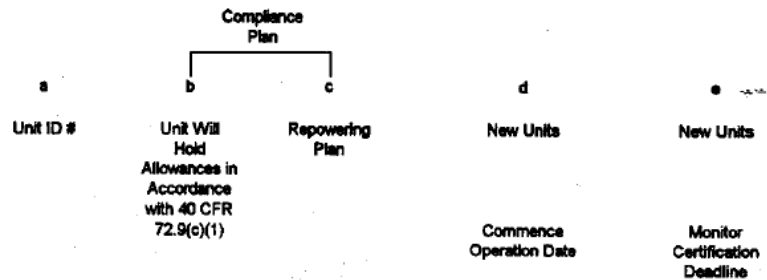 Compliance
Plan
a
b
c
d
e
Unit ID #
Unit Will
Hold
Allowances in
Accordance
with 40 CFR
72.9(c)(1)
Repowering
Plan
New Units
New Units
Commence
Operation Date
Monitor
Certification
Deadline